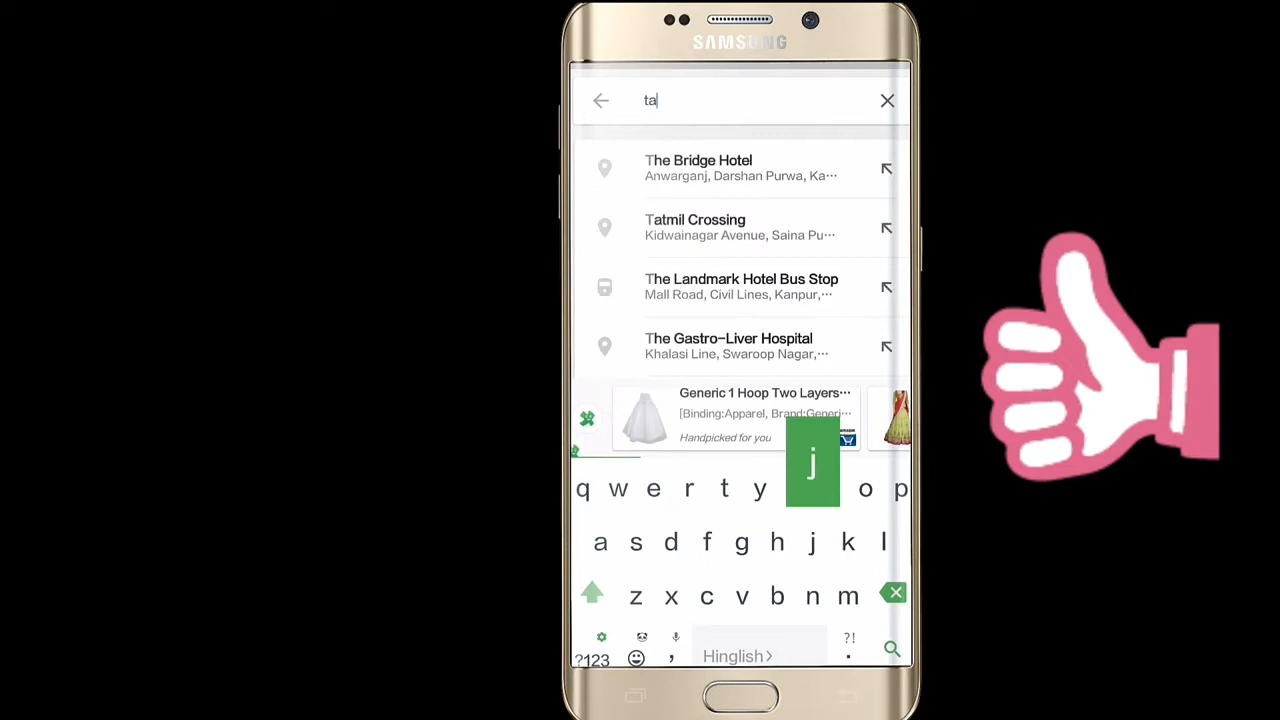 SAMSUNG
ta
The Bridge Hotel
Anwarganj, Darshan Purwa, Ka···
Tatmil Crossing
Kidwainagar Avenue, Saina Pu···
The Landmark Hotel Bus Stop
Mall Road, Civil Lines, Kanpur,···
The Gastro-Liver Hospital
Khalasi Line, Swaroop Nagar,···
Generic 1 Hoop Two Layers···
[Binding:Apparel, Brand:Generi···
Handpicked for you
j
q w e r t y o p
a s d f g h j k l
z x c v b n m
?123 , Hinglish > ?! .